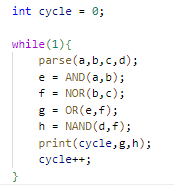 int cycle = 0;
while(1){
parse(a,b,c,d);
e = AND(a,b);
f = NOR(b,c);
g = OR(e,f);
h = NAND(d,f);
print(cycle,g,h);
cycle++;
}